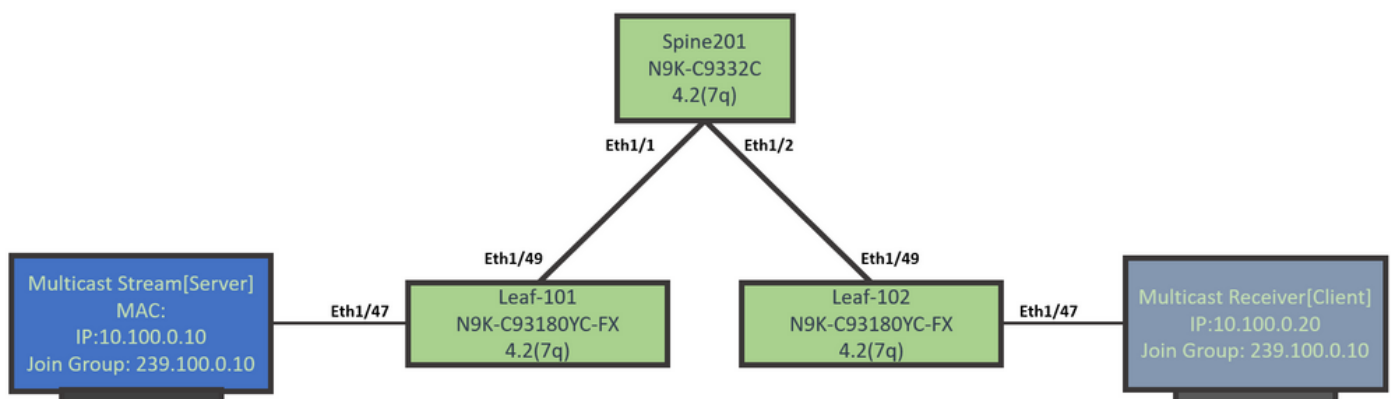 Spine201
N9K-C9332C
4.2(7q)
Eth1/1
Eth1/2
Eth1/49
Eth1/49
Multicast Stream[Server]
MAC:
IP:10.100.0.10
Join Group: 239.100.0.10
Eth1/47
Leaf-101
N9K-C93180YC-FX
4.2(7q)
Leaf-102
N9K-C93180YC-FX
4.2(7q)
Eth1/47
Multicast Receiver[Client]
IP:10.100.0.20
Join Group: 239.100.0.10